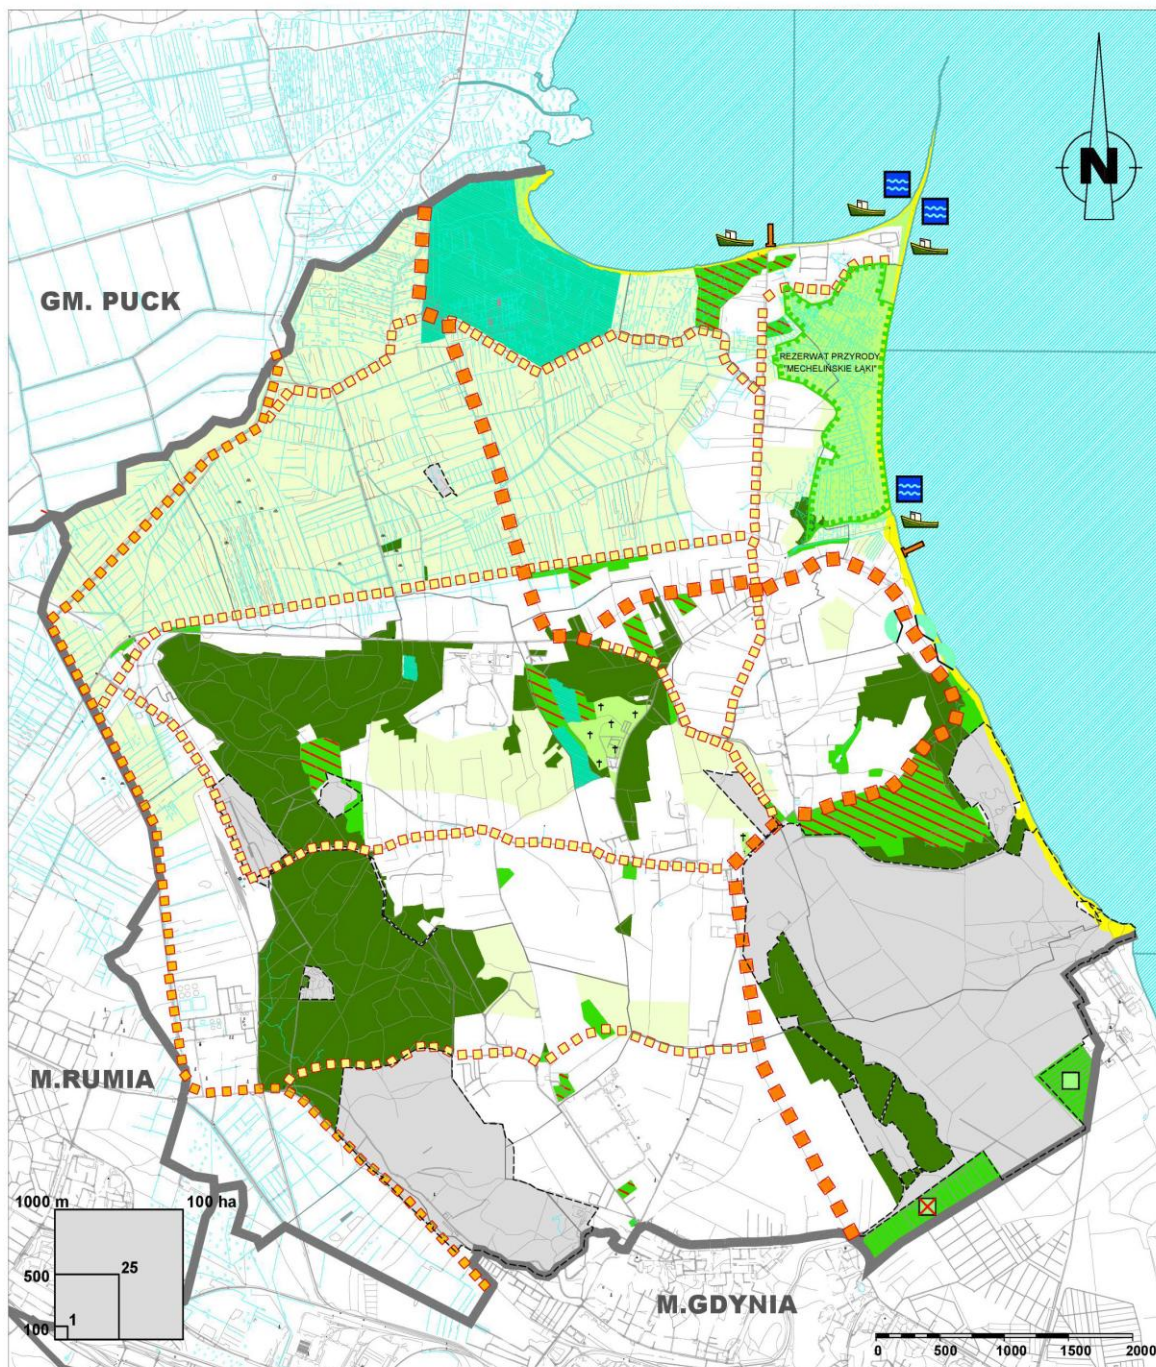 N
GM. PUCK
REZERWAT PRZYRODY
"MECHELIŃSKIE ŁĄKI"
M.RUMIA
1000 m
100 ha
500
25
100
1
M.GDYNIA
0
500
1000
1500
2000